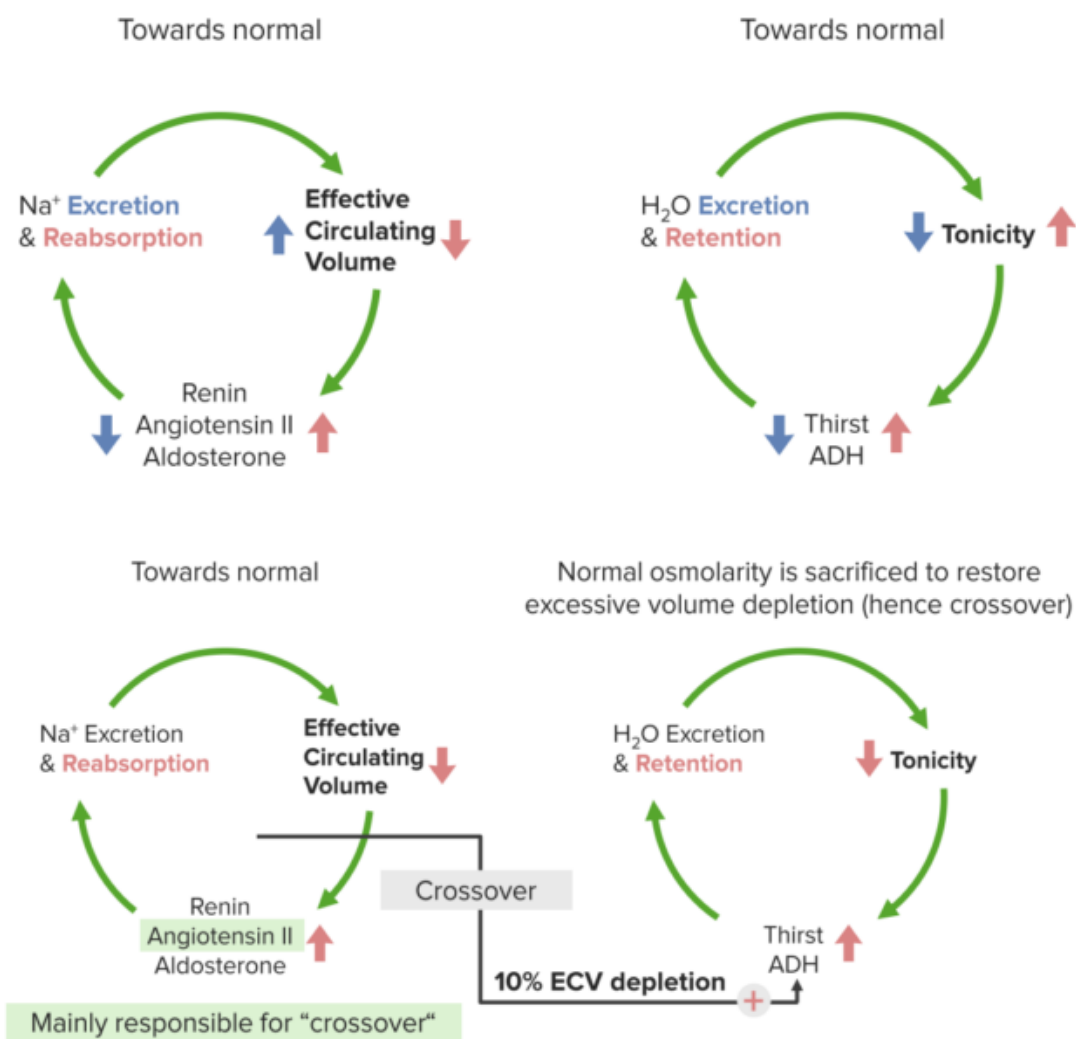 Towards normal
Na⁺ Excretion
& Reabsorption
Effective
Circulating
Volume
Renin
Angiotensin II
Aldosterone
Towards normal
H₂O Excretion
& Retention
Tonicity
Thirst
ADH
Towards normal
Na⁺ Excretion
& Reabsorption
Effective
Circulating
Volume
Renin
Angiotensin II
Aldosterone
Mainly responsible for “crossover“
Crossover
10% ECV depletion
+
Normal osmolarity is sacrificed to restore
excessive volume depletion (hence crossover)
H₂O Excretion
& Retention
Tonicity
Thirst
ADH